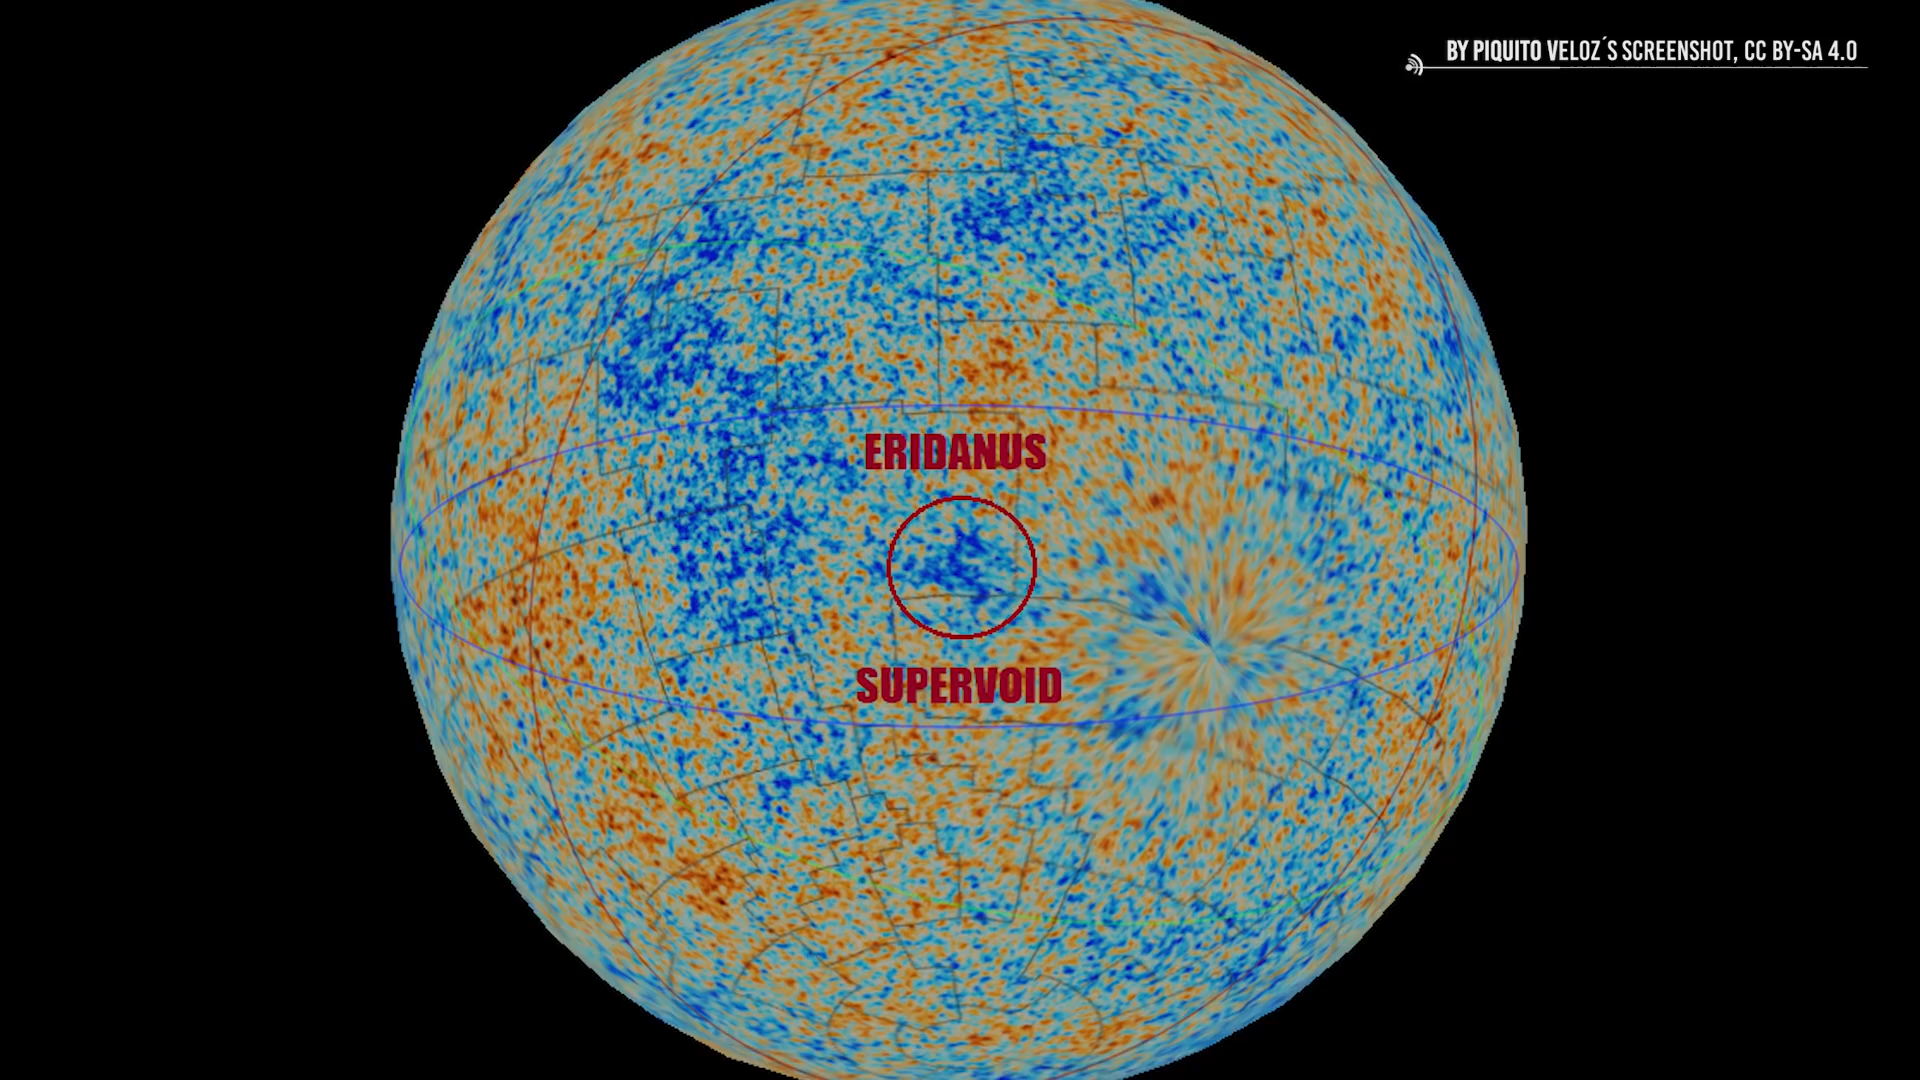 BY PIQUITO VELOZ´S SCREENSHOT, CC BY-SA 4.0
ERIDANUS
SUPERVOID